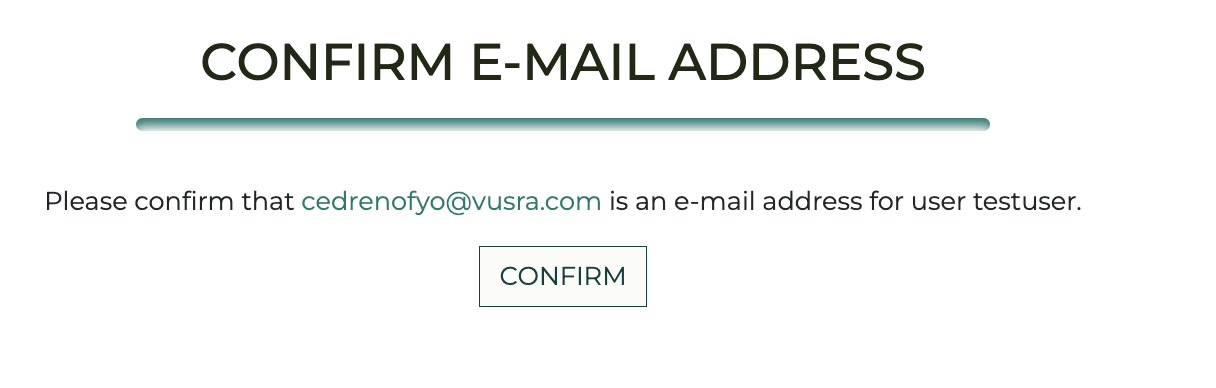 CONFIRM E-MAIL ADDRESS
Please confirm that cedrenofyo@vusra.com is an e-mail address for user testuser.
CONFIRM